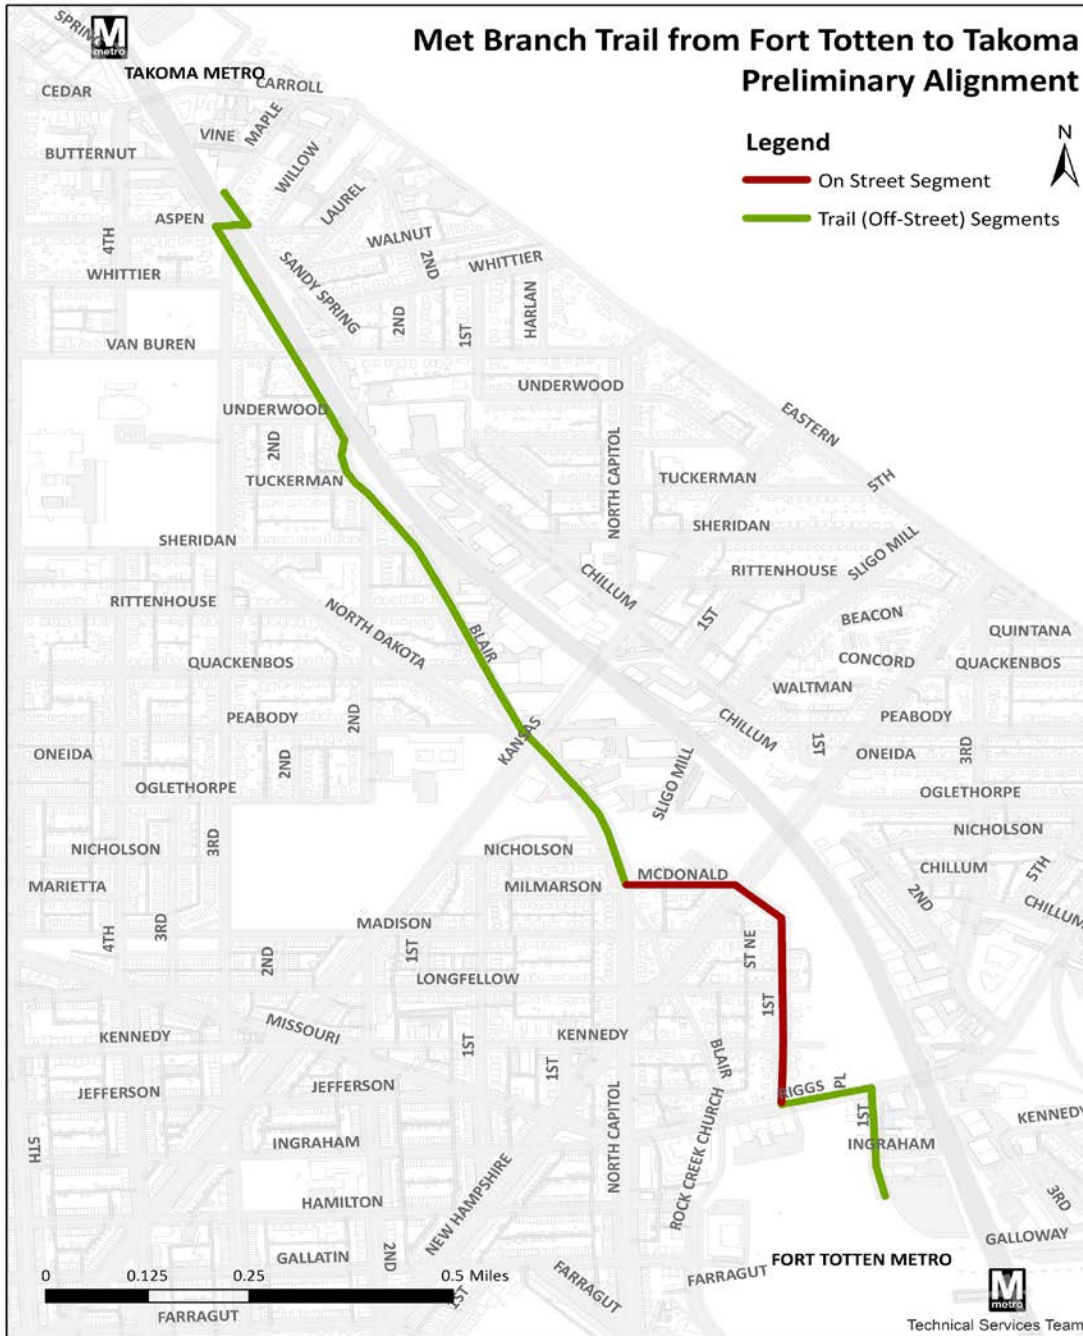 Met Branch Trail from Fort Totten to Takoma
Preliminary Alignment
Legend
On Street Segment
Trail (Off-Street) Segments
N
SPRING
M
metro
TAKOMA METRO
CARROLL
CEDAR
VINE
MAPLE
BUTTERNUT
WILLOW
LAUREL
ASPEN
4TH
WALNUT
2ND
WHITTIER
WHITTIER
SANDY SPRING
2ND
1ST
HARLAN
VAN BUREN
UNDERWOOD
UNDERWOOD
EASTERN
2ND
NORTH CAPITOL
TUCKERMAN
TUCKERMAN
5TH
SHERIDAN
SHERIDAN
SLIGO MILL
CHILLUM
RITTENHOUSE
RITTENHOUSE
NORTH DAKOTA
BLAIR
1ST
BEACON
QUINTANA
QUACKENBOS
CONCORD
QUACKENBOS
WALTMAN
PEABODY
2ND
KANSAS
CHILLUM
PEABODY
ONEIDA
2ND
1ST
ONEIDA
3RD
OGLETHORPE
SLIGO MILL
OGLETHORPE
NICHOLSON
3RD
NICHOLSON
NICHOLSON
MARIETTA
MILMARSON
MCDONALD
CHILLUM
5TH
2ND
CHILLUM
MADISON
4TH
3RD
2ND
1ST
ST NE
LONGFELLOW
1ST
KENNEDY
MISSOURI
1ST
KENNEDY
1ST
BLAIR
JEFFERSON
JEFFERSON
RIGGS
PL
1ST
KENNEDY
5TH
INGRAHAM
NORTH CAPITOL
ROCK CREEK CHURCH
INGRAHAM
HAMILTON
NEW HAMPSHIRE
3RD
GALLATIN
2ND
GALLOWAY
FORT TOTTEN METRO
FARRAGUT
FARRAGUT
0 0.125 0.25 0.5 Miles
1ST
FARRAGUT
M
metro
Technical Services Team